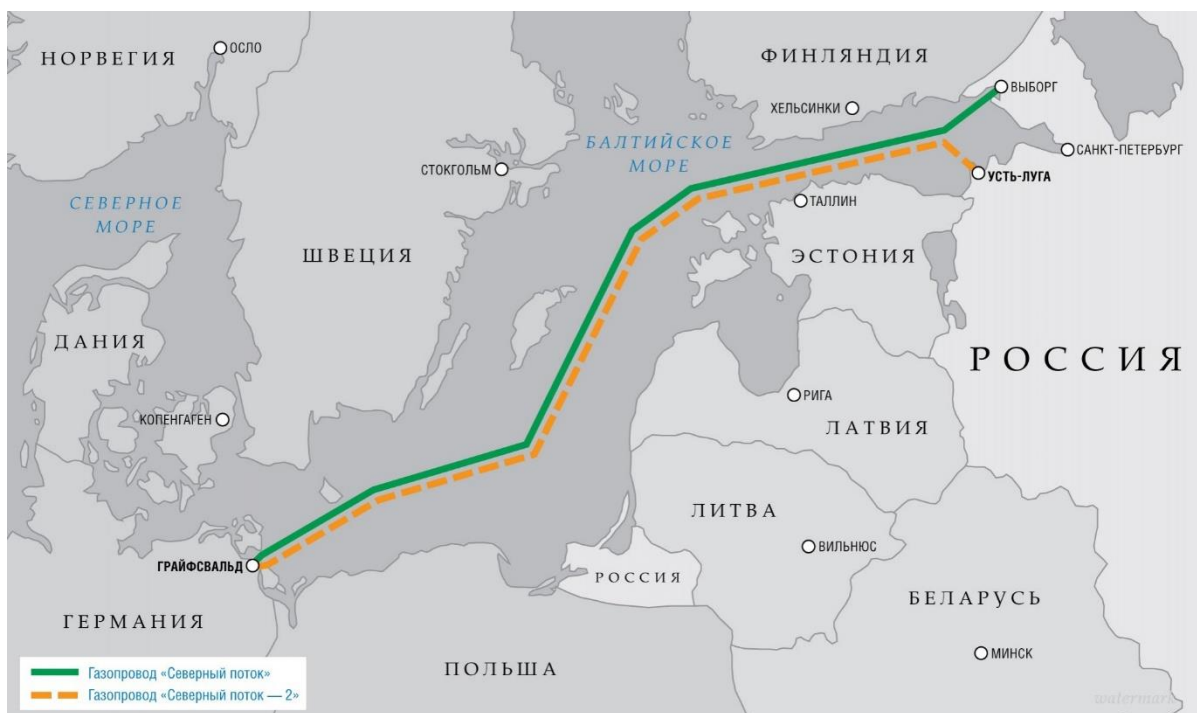 НОРВЕГИЯ
ОСЛО
ФИНЛЯНДИЯ
ВЫБОРГ
ХЕЛЬСИНКИ
БАЛТИЙСКОЕ
МОРЕ
САНКТ-ПЕТЕРБУРГ
СТОКГОЛЬМ
УСТЬ-ЛУГА
СЕВЕРНОЕ
МОРЕ
ТАЛЛИН
ШВЕЦИЯ
ЭСТОНИЯ
ДАНИЯ
РОССИЯ
РИГА
КОПЕНГАГЕН
ЛАТВИЯ
ЛИТВА
ВИЛЬНЮС
ГРАЙФСВАЛЬД
РОССИЯ
БЕЛАРУСЬ
ГЕРМАНИЯ
МИНСК
ПОЛЬША
Газопровод «Северный поток»
Газопровод «Северный поток — 2»
watermark